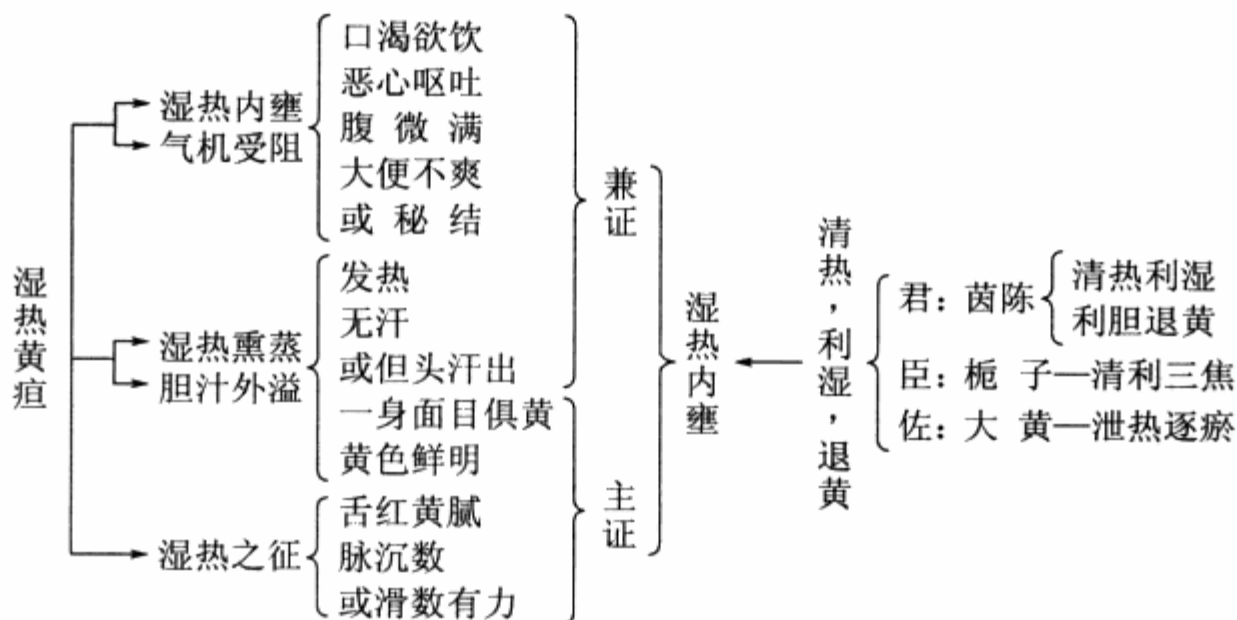 湿热黄疸
湿热内壅
气机受阻
口渴欲饮
恶心呕吐
腹微满
大便不爽
或秘结
湿热熏蒸
胆汁外溢
发热
无汗
或但头汗出
一身面目俱黄
黄色鲜明
湿热之征
舌红黄腻
脉沉数
或滑数有力
兼证
主证
湿热内壅
清热，利湿，退黄
君：茵陈
清热利湿
利胆退黄
臣：栀子—清利三焦
佐：大黄—泄热逐瘀